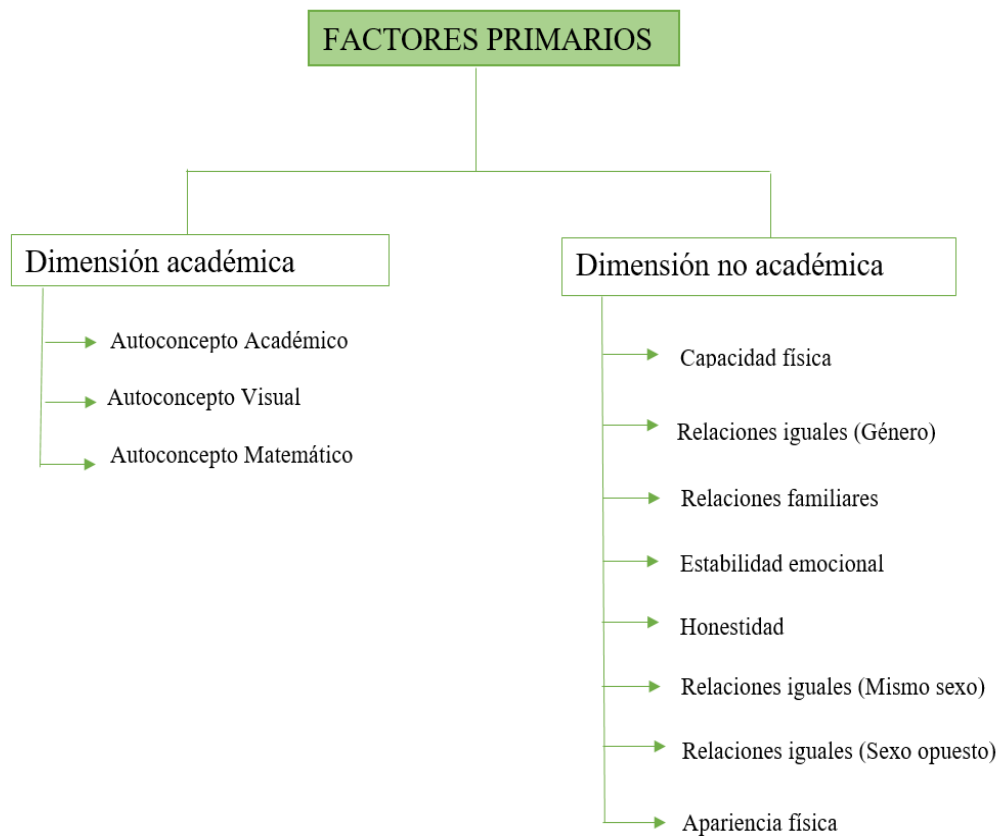 FACTORES PRIMARIOS
Dimensión académica
Autoconcepto Académico
Autoconcepto Visual
Autoconcepto Matemático
Dimensión no académica
Capacidad física
Relaciones iguales (Género)
Relaciones familiares
Estabilidad emocional
Honestidad
Relaciones iguales (Mismo sexo)
Relaciones iguales (Sexo opuesto)
Apariencia física